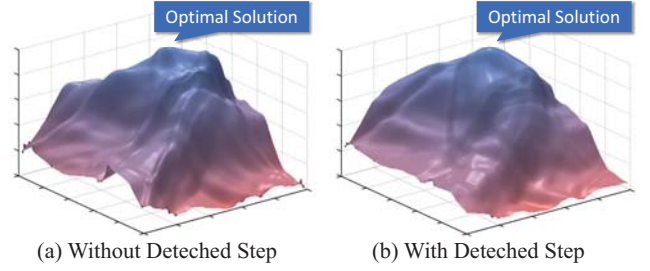 Optimal Solution
Optimal Solution
(a) Without Deteched Step
(b) With Deteched Step